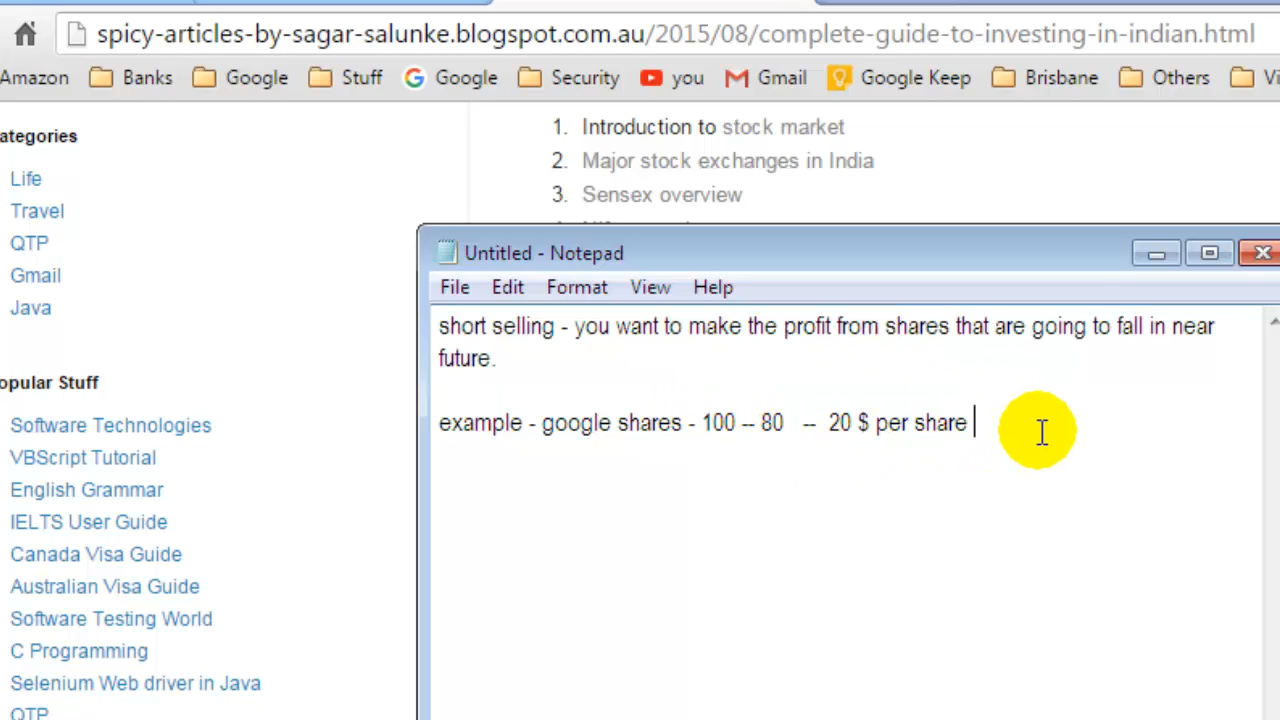 spicy-articles-by-sagar-salunke.blogspot.com.au/2015/08/complete-guide-to-investing-in-indian.html
Amazon Banks Google Stuff Google Security you Gmail Google Keep Brisbane Others
ategories
Life
Travel
QTP
Gmail
Java
opular Stuff
Software Technologies
VBScript Tutorial
English Grammar
IELTS User Guide
Canada Visa Guide
Australian Visa Guide
Software Testing World
C Programming
Selenium Web driver in Java
QTP
1. Introduction to stock market
2. Major stock exchanges in India
3. Sensex overview
Untitled - Notepad
File Edit Format View Help
short selling - you want to make the profit from shares that are going to fall in near
future.
example - google shares - 100 -- 80 -- 20 $ per share